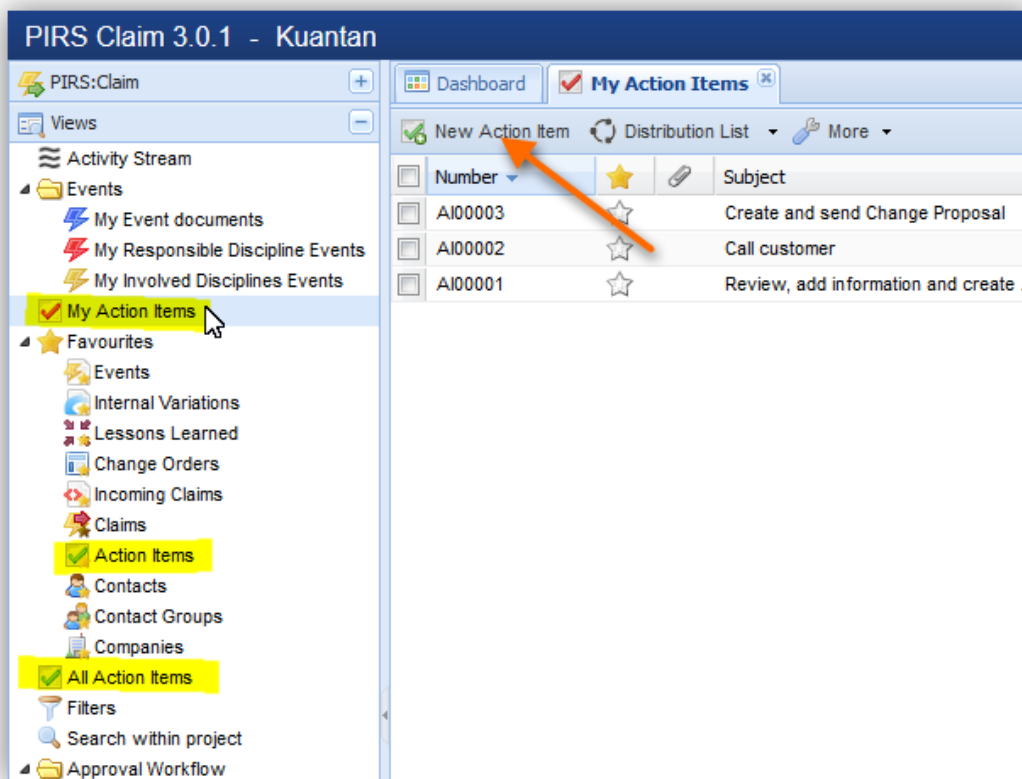 PIRS Claim 3.0.1 - Kuantan
PIRS:Claim
Views
Activity Stream
Events
My Event documents
My Responsible Discipline Events
My Involved Disciplines Events
My Action Items
Favourites
Events
Internal Variations
Lessons Learned
Change Orders
Incoming Claims
Claims
Action Items
Contacts
Contact Groups
Companies
All Action Items
Filters
Search within project
Approval Workflow
Dashboard
My Action Items
New Action Item Distribution List More
Number Subject
AI00003 Create and send Change Proposal
AI00002 Call customer
AI00001 Review, add information and create .